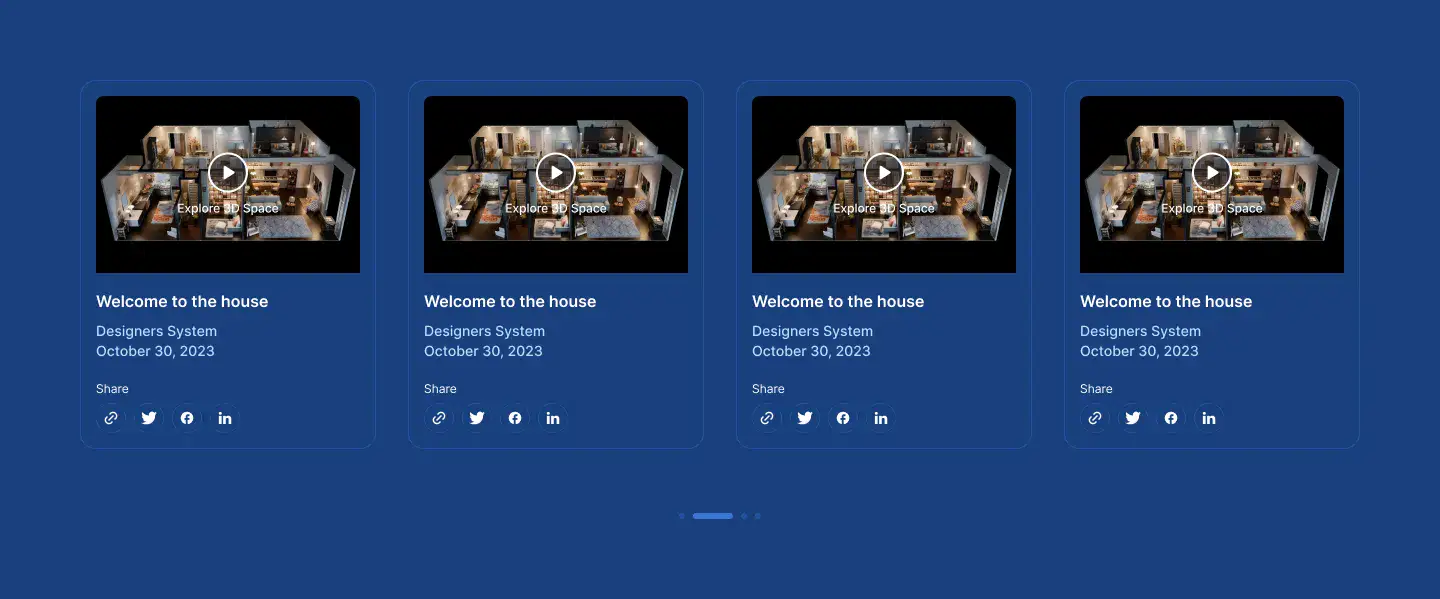 Explore 3D Space
Welcome to the house
Designers System
October 30, 2023
Share
Explore 3D Space
Welcome to the house
Designers System
October 30, 2023
Share
Explore 3D Space
Welcome to the house
Designers System
October 30, 2023
Share
Explore 3D Space
Welcome to the house
Designers System
October 30, 2023
Share